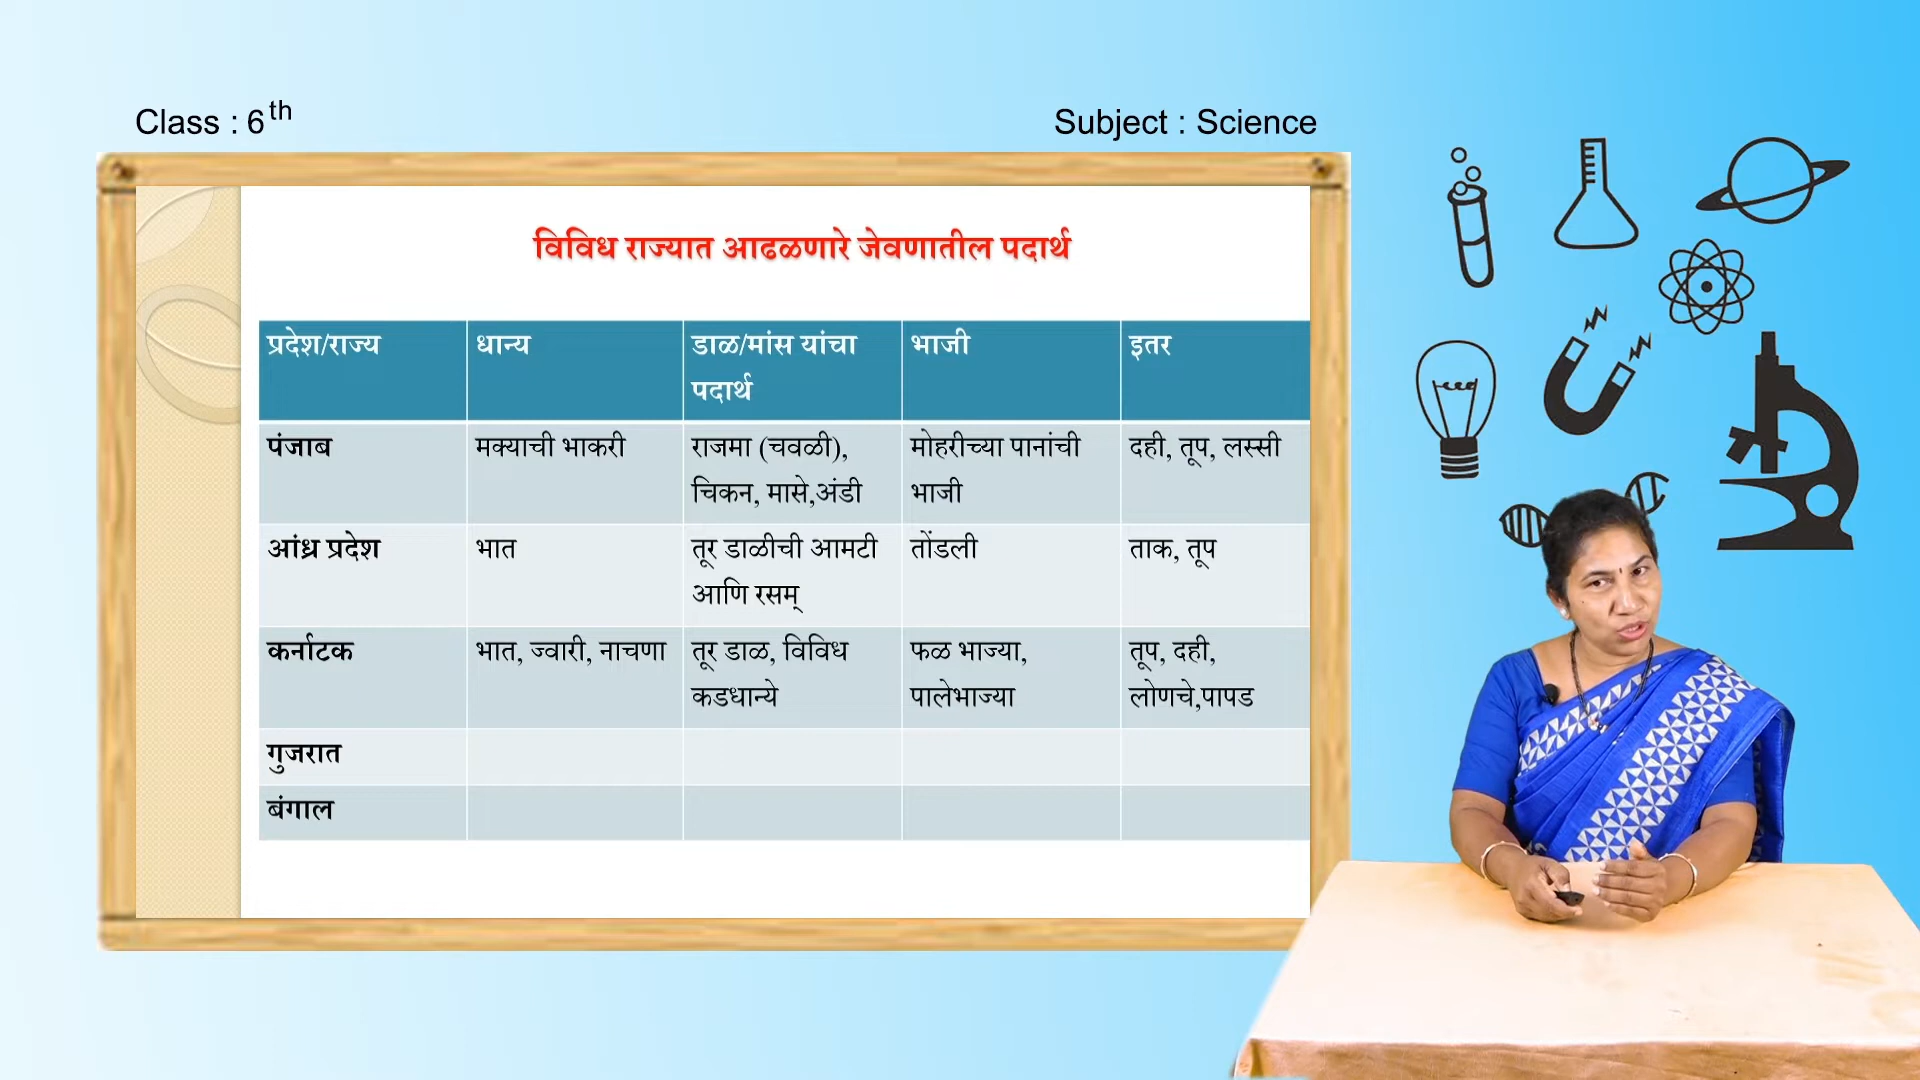 Class : 6th
Subject : Science
विविध राज्यात आढळणारे जेवणातील पदार्थ
प्रदेश/राज्य धान्य डाळ/मांस यांचा पदार्थ भाजी इतर
पंजाब मक्याची भाकरी राजमा (चवळी), चिकन, मासे,अंडी मोहरीच्या पानांची भाजी दही, तूप, लस्सी
आंध्र प्रदेश भात तूर डाळीची आमटी आणि रसम् तोंडली ताक, तूप
कर्नाटक भात, ज्वारी, नाचणा तूर डाळ, विविध कडधान्ये फळ भाज्या, पालेभाज्या तूप, दही, लोणचे,पापड
गुजरात
बंगाल